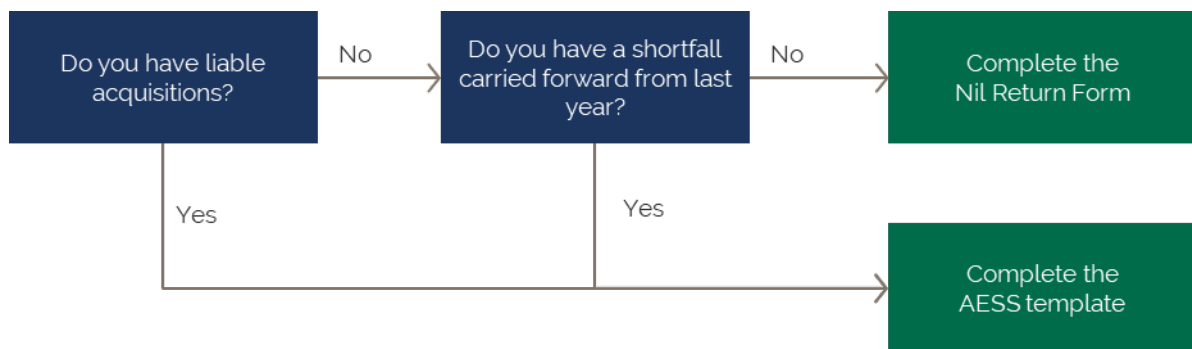 Do you have liable
acquisitions?
No
Do you have a shortfall
carried forward from last
year?
No
Complete the
Nil Return Form
Yes
Yes
Complete the
AESS template